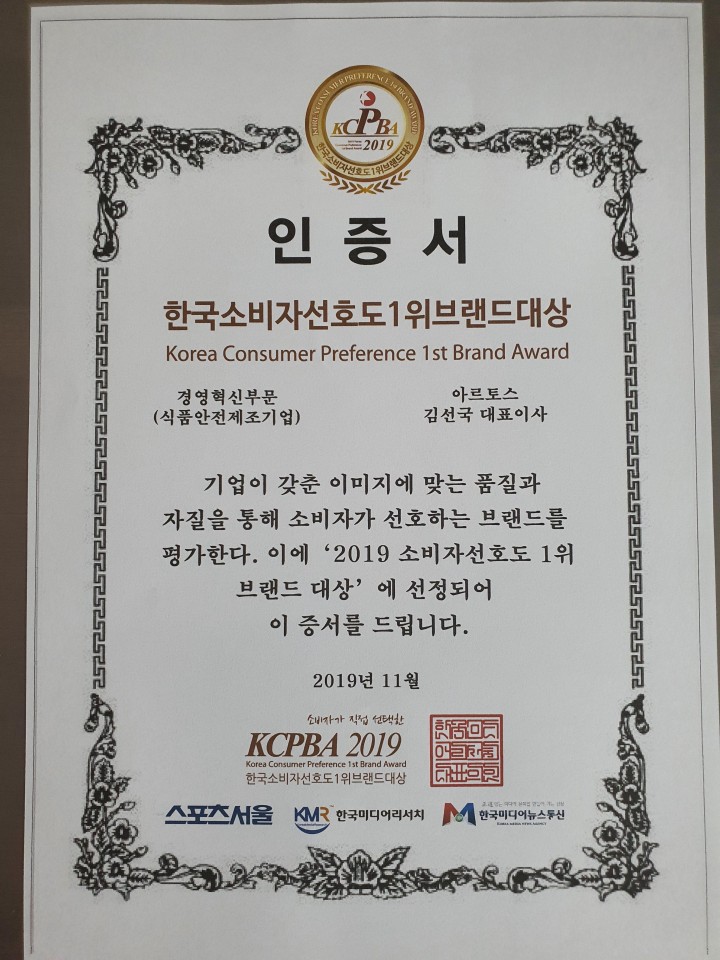 KOREA CONSUMER PREFERENCE 1st BRAND AWARD
KCPBA
2019
한국소비자선호도1위브랜드대상
인 증 서
한국소비자선호도1위브랜드대상
Korea Consumer Preference 1st Brand Award
경영혁신부문
(식품안전제조기업)
아르토스
김선국 대표이사
기업이 갖춘 이미지에 맞는 품질과
자질을 통해 소비자가 선호하는 브랜드를
평가한다. 이에 ‘2019 소비자선호도 1위
브랜드 대상’ 에 선정되어
이 증서를 드립니다.
2019년 11월
소비자가 직접 선택한
KCPBA 2019
Korea Consumer Preference 1st Brand Award
한국소비자선호도1위브랜드대상
스포츠서울
KMR 한국미디어리서치
한국미디어뉴스통신
KOREA MEDIA NEWS AGENCY